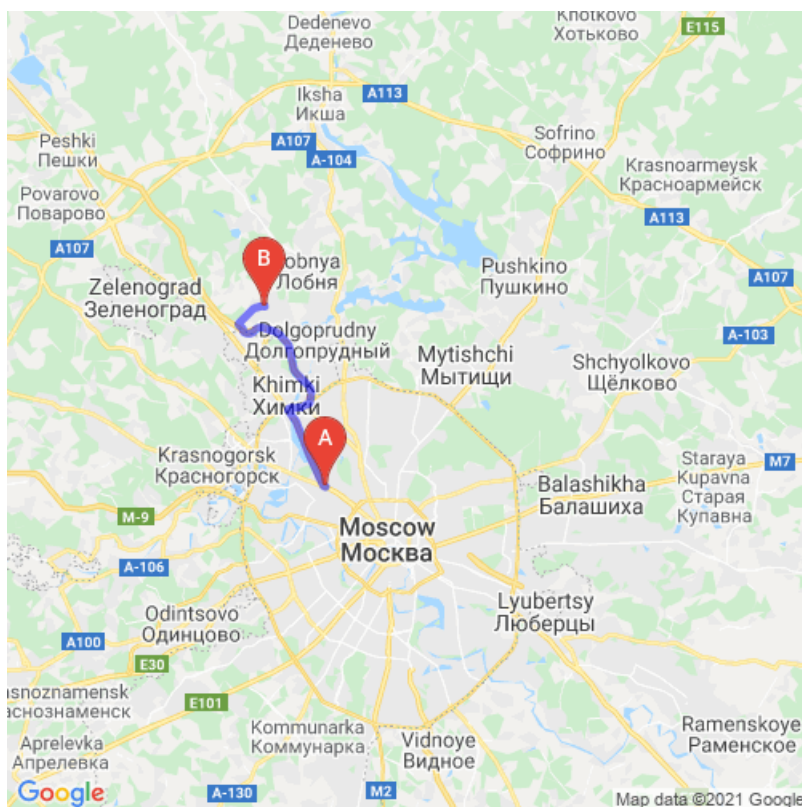 Khotkovo
Хотьково
E115
Dedenevo
Деденево
Iksha
Икша
A113
A107
A-104
Sofrino
Софрино
Peshki
Пешки
Krasnoarmeysk
Красноармейск
Povarovo
Поварово
A113
A107
B
obnya
Лобня
Pushkino
Пушкино
A107
Zelenograd
Зеленоград
Dolgoprudny
Долгопрудный
A-103
Mytishchi
Мытищи
Shchyolkovo
Щёлково
Khimki
Химки
A
Krasnogorsk
Красногорск
Staraya
Kupavna
Старая
Купавна
M7
Balashikha
Балашиха
M-9
Moscow
Москва
A-106
Lyubertsy
Люберцы
Odintsovo
Одинцово
A100
E30
asnoznamensk
аснознаменск
E101
Kommunarka
Коммунарка
Vidnoye
Видное
Ramenskoye
Раменское
Aprelevka
Апрелевка
A-130
M2
Google
Map data ©2021 Google